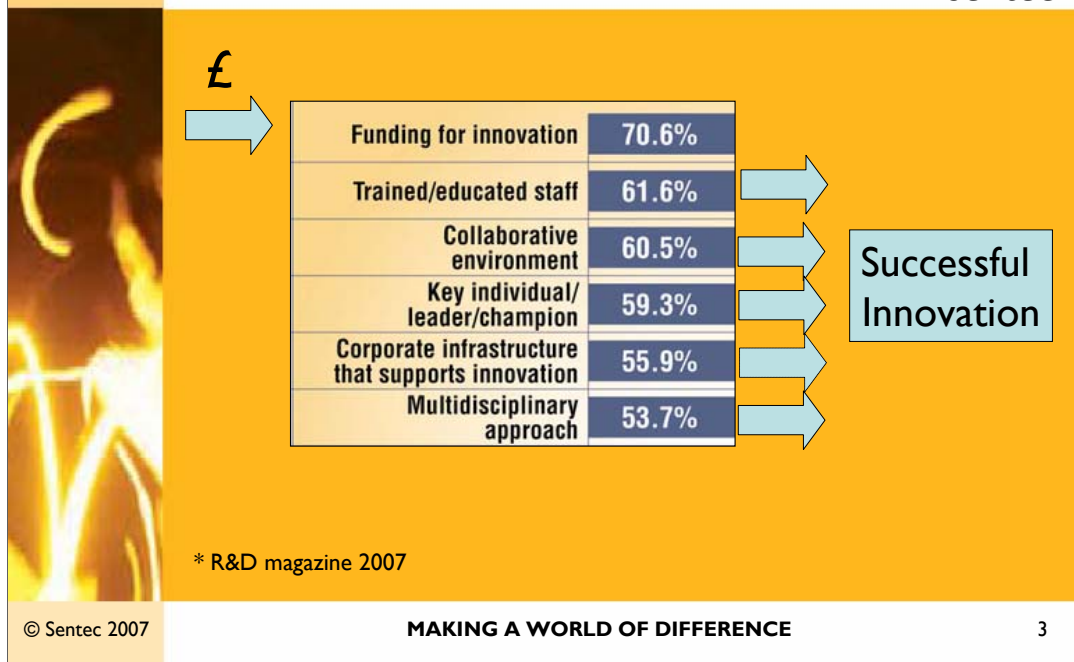 £
Funding for innovation 70.6%
Trained/educated staff 61.6%
Collaborative
environment 60.5%
Key individual/
leader/champion 59.3%
Corporate infrastructure
that supports innovation 55.9%
Multidisciplinary
approach 53.7%
Successful
Innovation
* R&D magazine 2007
© Sentec 2007 MAKING A WORLD OF DIFFERENCE 3